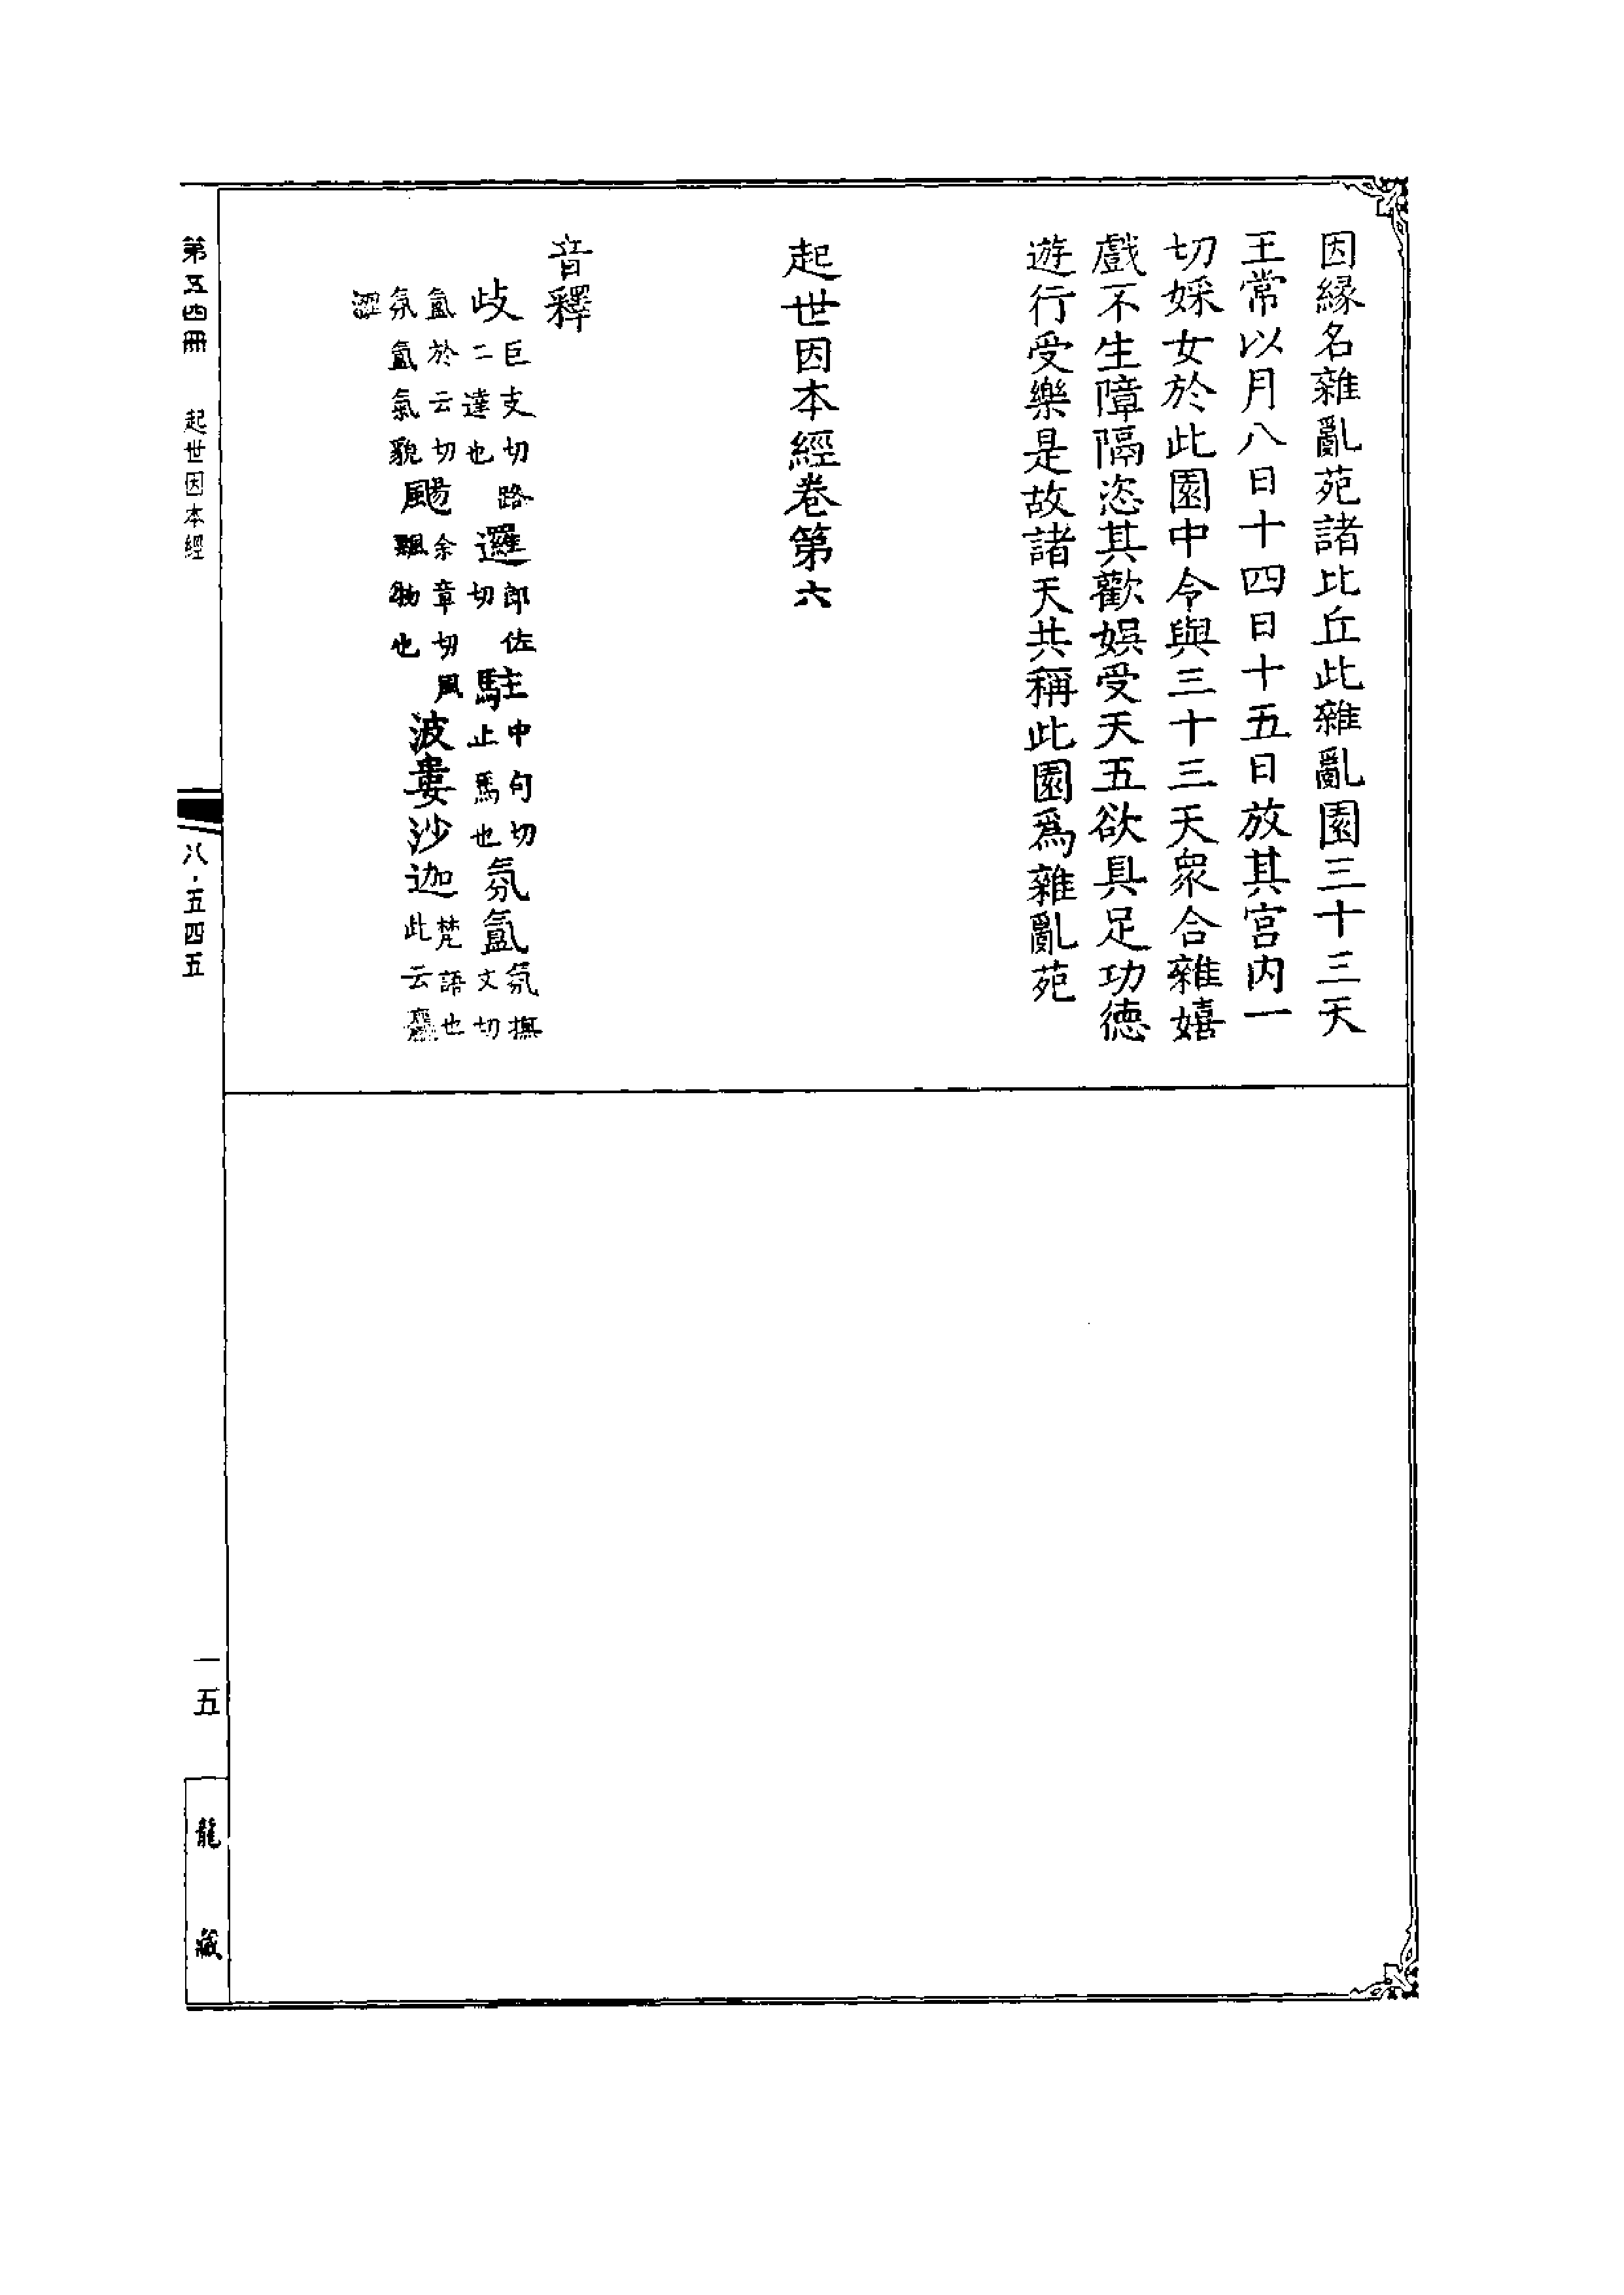 因縁名雜亂苑諸比丘此雜亂園三十三天
王常以月八日十四日十五日放其宫内一
切婇女於此園中令與三十三天衆合雜嬉
戲不生障隔恣其歡娯受天五欲具足功德
遊行受樂是故諸天共稱此園爲雜亂苑
起世因本經卷第六
音釋
歧巨支切路二達也邏郎佐切駐中句切止馬也氛氳氛撫文切
氳於云切氛氳氣貌颺余章切風飄物也波婁沙迦梵語也此云麤
澀
第五四冊 起世因本經
八·五四五
一五
龍藏